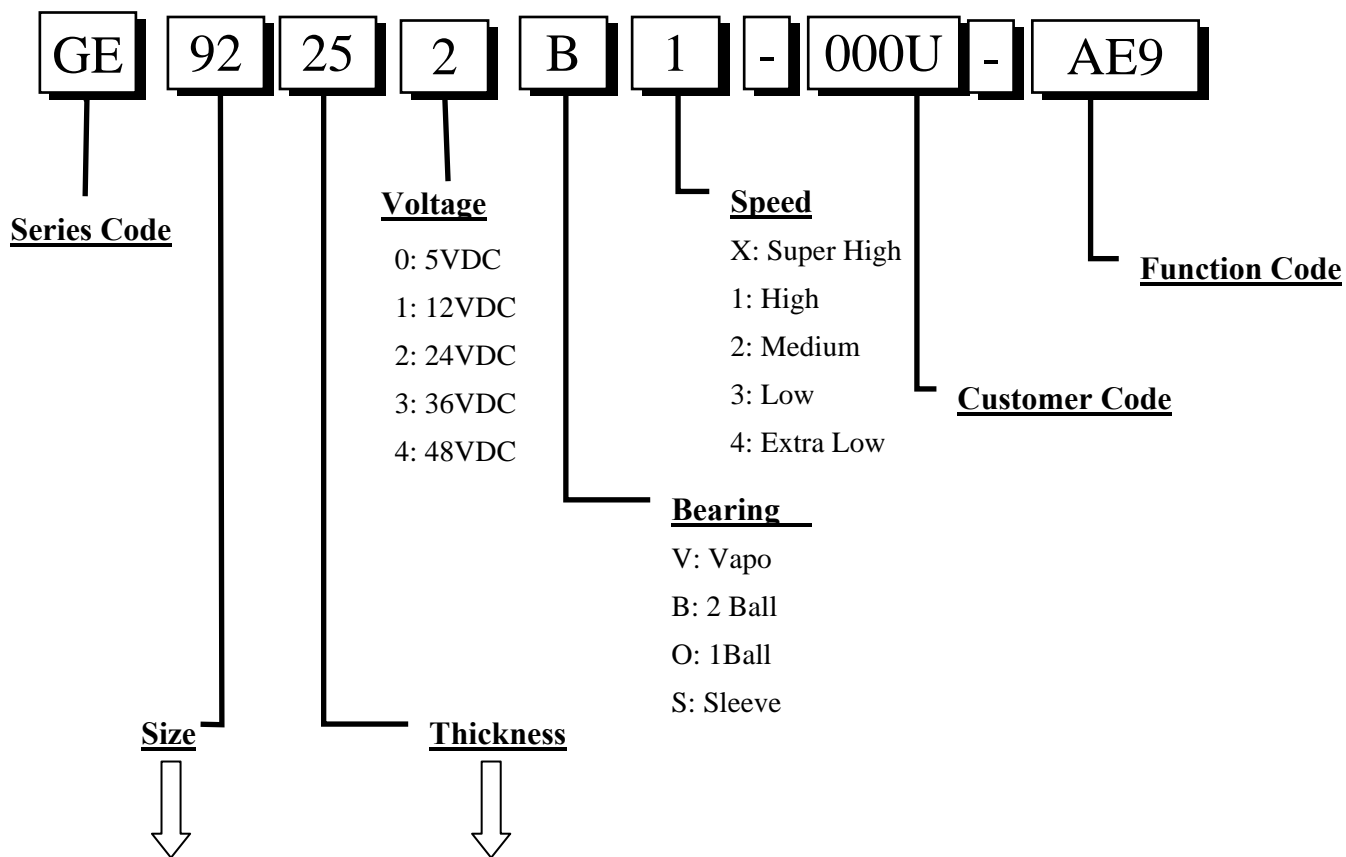 GE 92 25 2 B 1 - 000U - AE9
Series Code
Voltage
0: 5VDC
1: 12VDC
2: 24VDC
3: 36VDC
4: 48VDC
Speed
X: Super High
1: High
2: Medium
3: Low
4: Extra Low
Function Code
Customer Code
Bearing
V: Vapo
B: 2 Ball
O: 1Ball
S: Sleeve
Size
Thickness